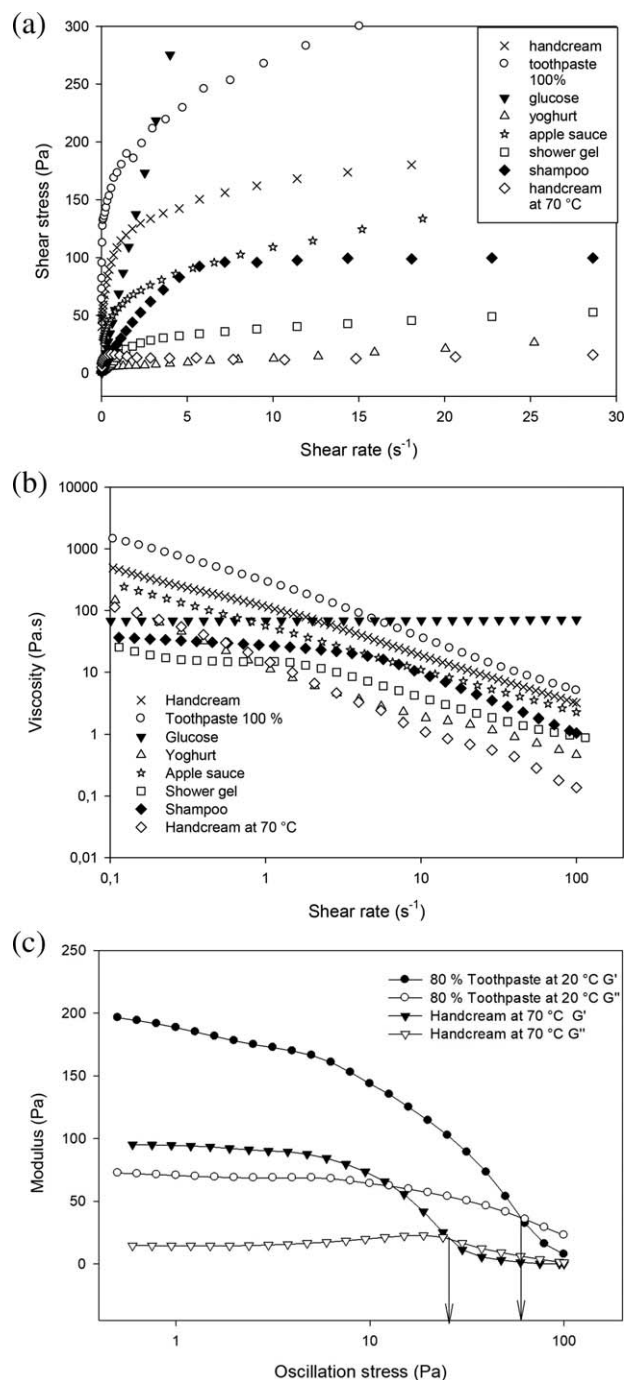 (a)
300
250
200
150
100
50
0
Shear stress (Pa)
handcream
toothpaste
100%
glucose
yoghurt
apple sauce
shower gel
shampoo
handcream
at 70 °C
0 5 10 15 20 25 30
Shear rate (s-1)
(b)
10000
1000
100
10
1
0,1
0,01
Viscosity (Pa.s)
Handcream
Toothpaste 100 %
Glucose
Yoghurt
Apple sauce
Shower gel
Shampoo
Handcream at 70 °C
0,1 1 10 100
Shear rate (s-1)
(c)
250
200
150
100
50
0
Modulus (Pa)
80 % Toothpaste at 20 °C G'
80 % Toothpaste at 20 °C G"
Handcream at 70 °C G'
Handcream at 70 °C G"
1 10 100
Oscillation stress (Pa)